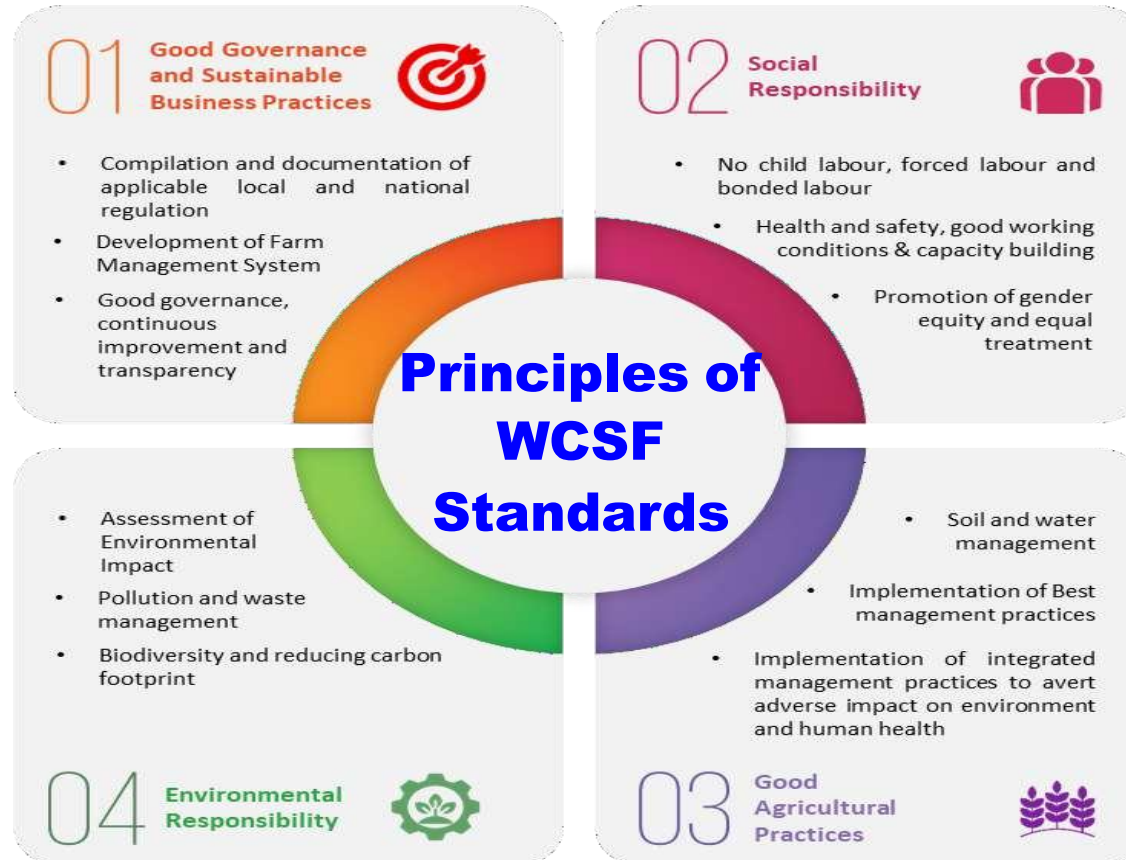 01
Good Governance
and Sustainable
Business Practices
• Compilation and documentation of
applicable local and national
regulation
• Development of Farm
Management System
• Good governance,
continuous
improvement and
transparency
02
Social
Responsibility
• No child labour, forced labour and
bonded labour
• Health and safety, good working
conditions & capacity building
• Promotion of gender
equity and equal
treatment
Principles of
WCSF
Standards
• Assessment of
Environmental
Impact
• Pollution and waste
management
• Biodiversity and reducing carbon
footprint
04
Environmental
Responsibility
• Soil and water
management
• Implementation of Best
management practices
• Implementation of integrated
management practices to avert
adverse impact on environment
and human health
03
Good
Agricultural
Practices